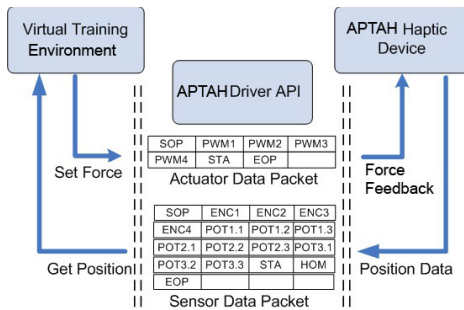 Virtual Training
Environment
APTAH Haptic
Device
APTAH Driver API
SOP PWM1 PWM2 PWM3
PWM4 STA EOP
Actuator Data Packet
Set Force
Force
Feedback
SOP ENC1 ENC2 ENC3
ENC4 POT1.1 POT1.2 POT1.3
POT2.1 POT2.2 POT2.3 POT3.1
POT3.2 POT3.3 STA HOM
EOP
Sensor Data Packet
Get Position
Position Data